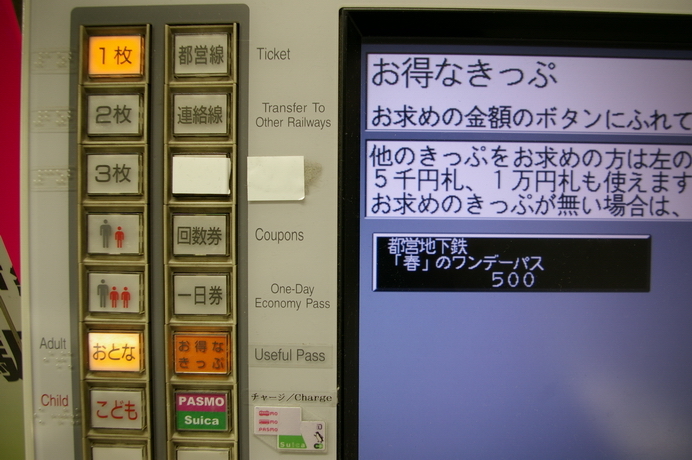 1枚
都営線
Ticket
2枚
連絡線
Transfer To
Other Railways
3枚
回数券
Coupons
一日券
One-Day
Economy Pass
Adult
おとな
お得な
きっぷ
Useful Pass
Child
こども
PASMO
Suica
チャージ/Charge
Suica
お得なきっぷ
お求めの金額のボタンにふれて
他のきっぷをお求めの方は左の
5千円札、1万円札も使えます
お求めのきっぷが無い場合は、
都営地下鉄
「春」のワンデーパス
500